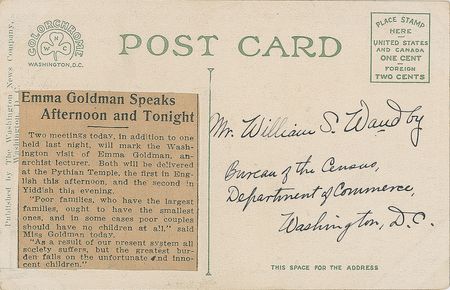 COLORCHROME
W N C
WASHINGTON, D.C.
POST CARD
PLACE STAMP
HERE
UNITED STATES
AND CANADA
ONE CENT
FOREIGN
TWO CENTS
Published by The Washington News Company,
Washington, D.C.
Emma Goldman Speaks
Afternoon and Tonight
Two meetings today, in addition to one
held last night, will mark the Wash-
ington visit of Emma Goldman, an-
archist lecturer. Both will be delivered
at the Pythian Temple, the first in Eng-
lish this afternoon, and the second in
Yiddish this evening.
"Poor families, who have the largest
families, ought to have the smallest
ones, and in some cases poor couples
should have no children at all," said
Miss Goldman today.
"As a result of our present system all
society suffers, but the greatest bur-
den falls on the unfortunate and inno-
cent children."
Mr. William S. Waudby
Bureau of the Census,
Department of Commerce,
Washington, D.C.
THIS SPACE FOR THE ADDRESS